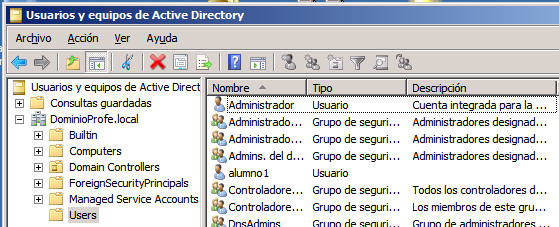 Usuarios y equipos de Active Directory
Archivo Acción Ver Ayuda
Usuarios y equipos de Active Direct
Consultas guardadas
DominioProfe.local
Builtin
Computers
Domain Controllers
ForeignSecurityPrincipals
Managed Service Accounts
Users
Nombre Tipo Descripción
Administrador Usuario Cuenta integrada para la ...
Administrado... Grupo de seguri... Administradores designad...
Administrado... Grupo de seguri... Administradores designad...
Admins. del d... Grupo de seguri... Administradores designad...
alumno1 Usuario
Controladore... Grupo de seguri... Todos los controladores d...
Controladore... Grupo de seguri... Los miembros de este gru...
DnsAdmins Grupo de seguri... Grupo de administradores